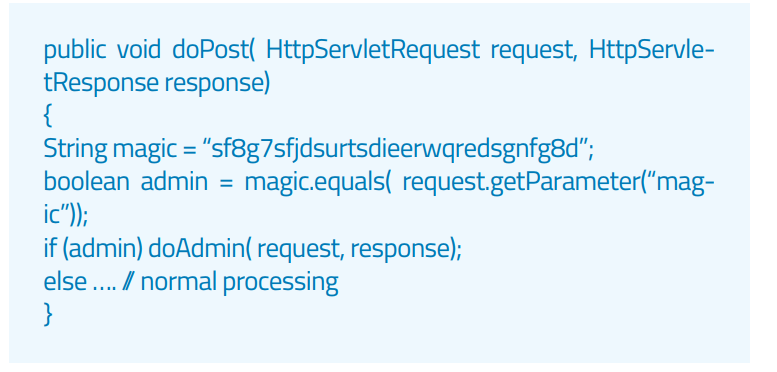 public void doPost( HttpServletRequest request, HttpServle-
tResponse response)
{
String magic = “sf8g7sfjdsurtsdieerwqredsgnfg8d”;
boolean admin = magic.equals( request.getParameter(“mag-
ic”));
if (admin) doAdmin( request, response);
else .... // normal processing
}